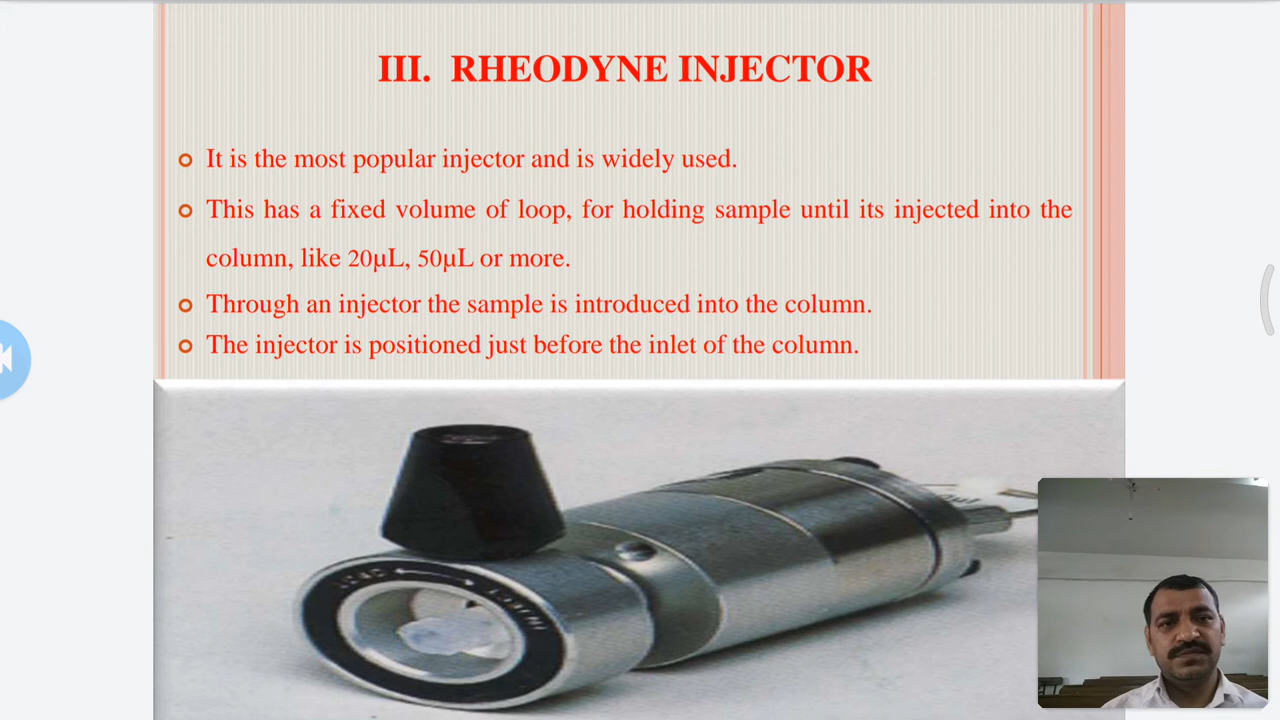 III. RHEODYNE INJECTOR
It is the most popular injector and is widely used.
This has a fixed volume of loop, for holding sample until its injected into the
column, like 20µL, 50µL or more.
Through an injector the sample is introduced into the column.
The injector is positioned just before the inlet of the column.
LOAD
INJECT